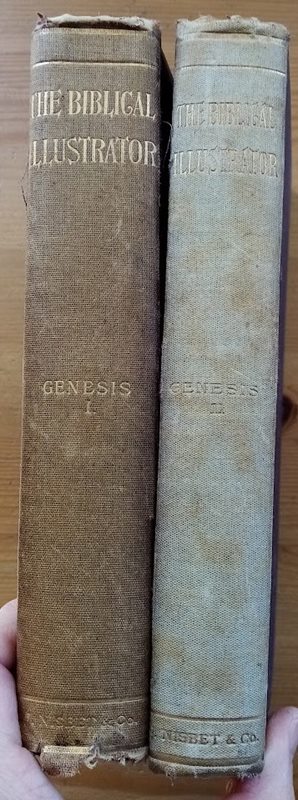 THE BIBLICAL
ILLUSTRATOR
GENESIS
I.
NISBET & Co.
THE BIBLICAL
ILLUSTRATOR
GENESIS
II
NISBET & Co.